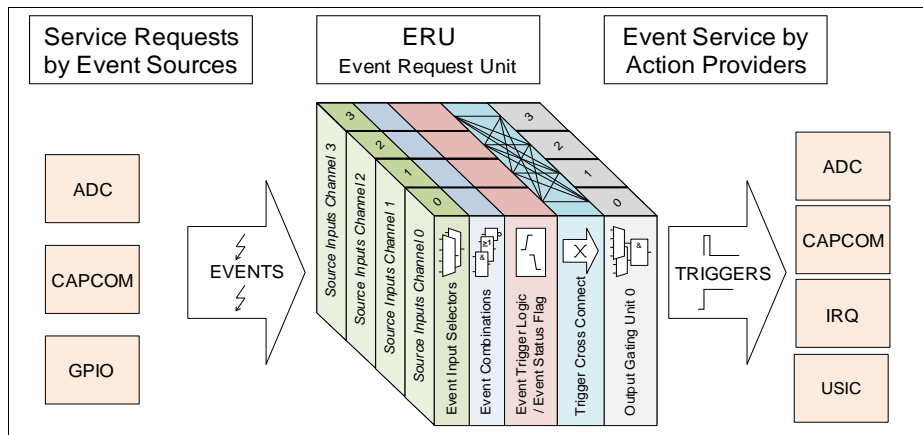 Service Requests
by Event Sources
ERU
Event Request Unit
Event Service by
Action Providers
ADC
CAPCOM
GPIO
EVENTS
Source Inputs Channel 3
Source Inputs Channel 2
Source Inputs Channel 1
Source Inputs Channel 0
3
2
1
0
Event Input Selectors
Event Combinations
Event Trigger Logic
/ Event Status Flag
Trigger Cross Connect
Output Gating Unit 0
3
2
1
0
&
≥1
&
TRIGGERS
ADC
CAPCOM
IRQ
USIC